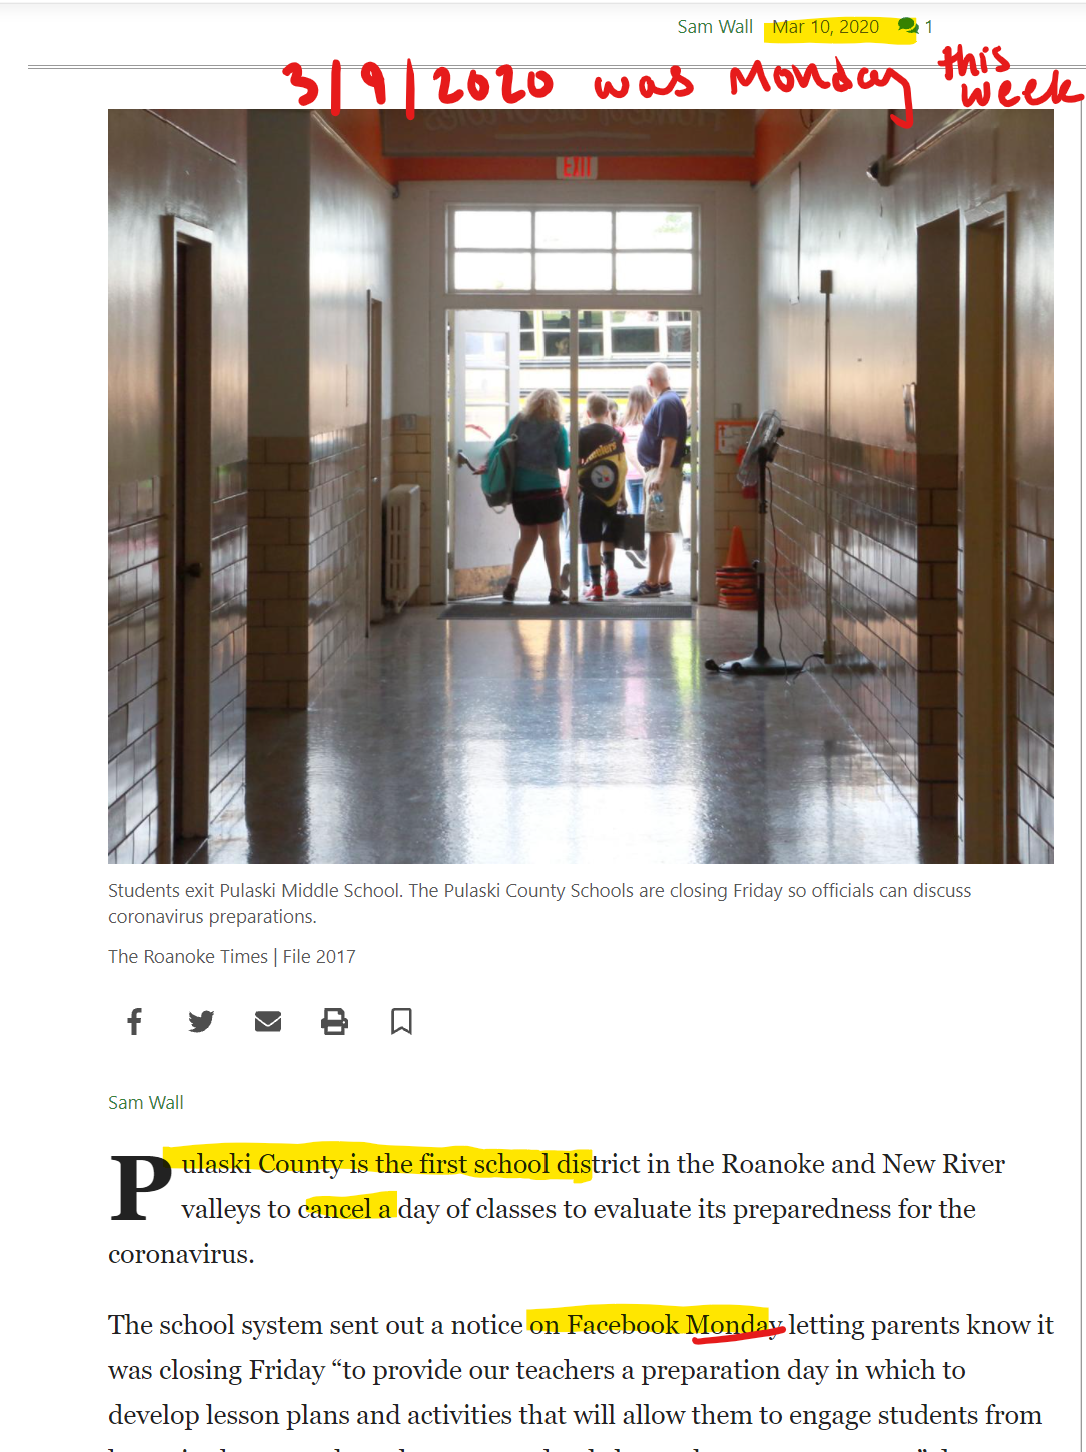 Sam Wall Mar 10, 2020 1
3/9/2020 was Monday this week
EXIT
Students exit Pulaski Middle School. The Pulaski County Schools are closing Friday so officials can discuss
coronavirus preparations.
The Roanoke Times | File 2017
Sam Wall
Pulaski County is the first school district in the Roanoke and New River
valleys to cancel a day of classes to evaluate its preparedness for the
coronavirus.
The school system sent out a notice on Facebook Monday letting parents know it
was closing Friday “to provide our teachers a preparation day in which to
develop lesson plans and activities that will allow them to engage students from